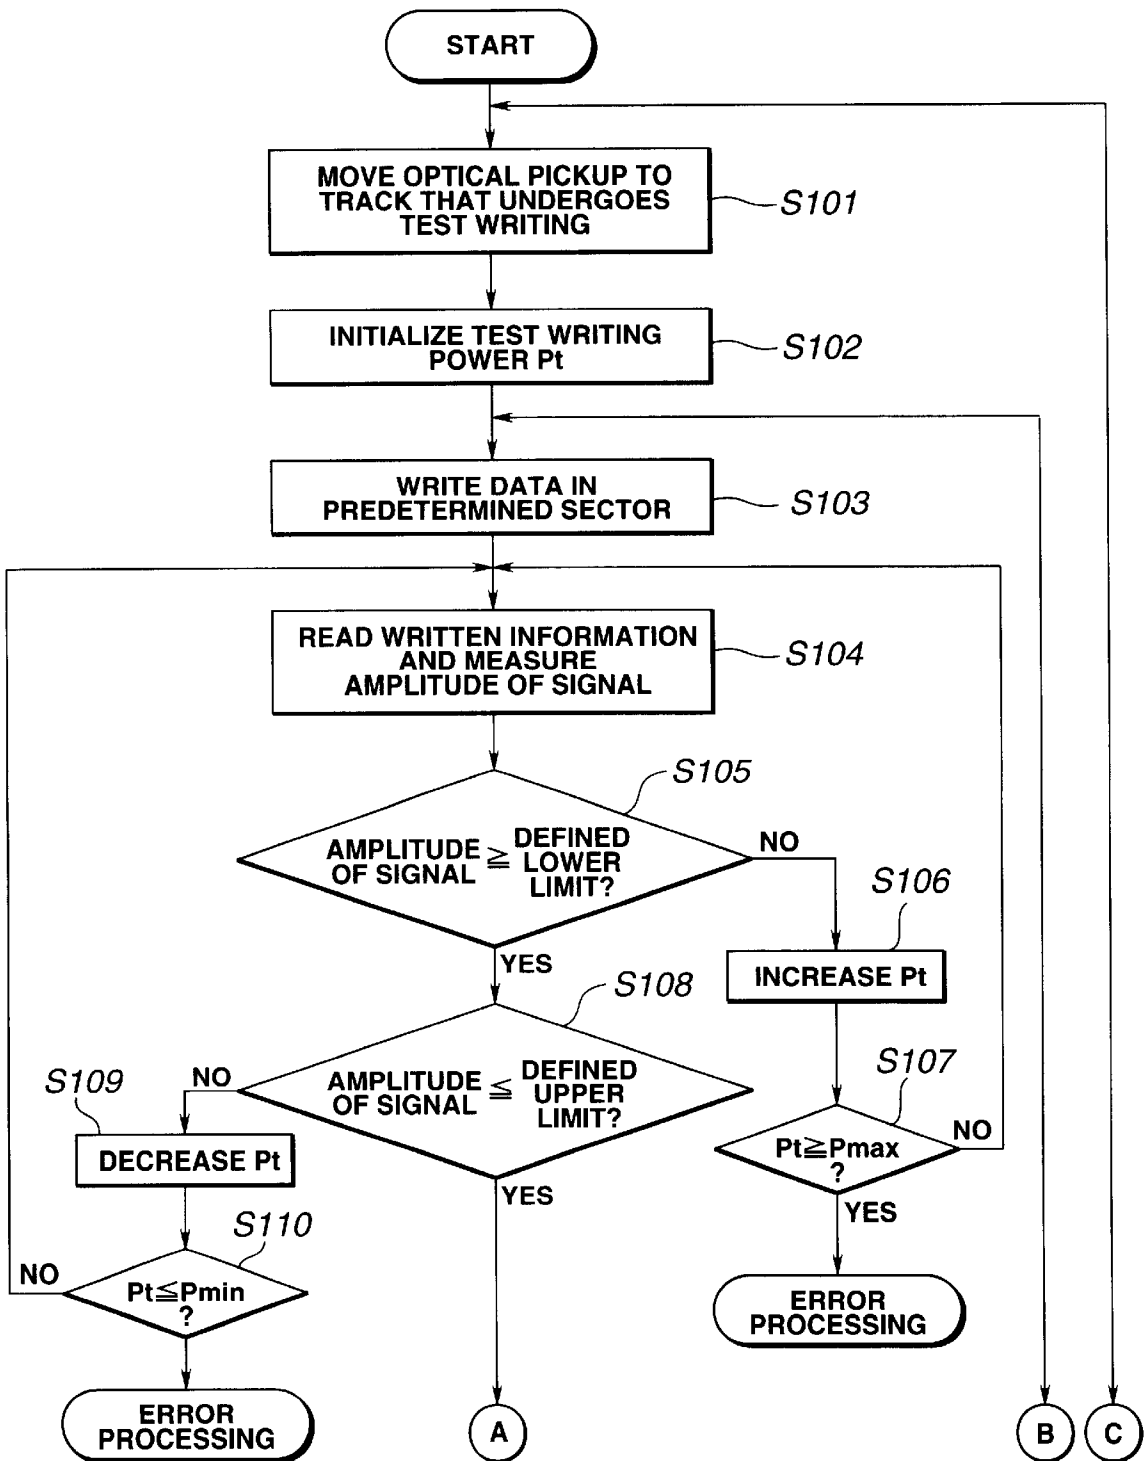 START
MOVE OPTICAL PICKUP TO
TRACK THAT UNDERGOES
TEST WRITING
S101
INITIALIZE TEST WRITING
POWER Pt
S102
WRITE DATA IN
PREDETERMINED SECTOR
S103
READ WRITTEN INFORMATION
AND MEASURE
AMPLITUDE OF SIGNAL
S104
S105
AMPLITUDE
OF SIGNAL
≧
DEFINED
LOWER
LIMIT?
NO
YES
S106
INCREASE Pt
S107
Pt≧Pmax
?
NO
YES
ERROR
PROCESSING
S108
AMPLITUDE
OF SIGNAL
≦
DEFINED
UPPER
LIMIT?
NO
YES
S109
DECREASE Pt
S110
Pt≦Pmin
?
NO
ERROR
PROCESSING
A
B
C